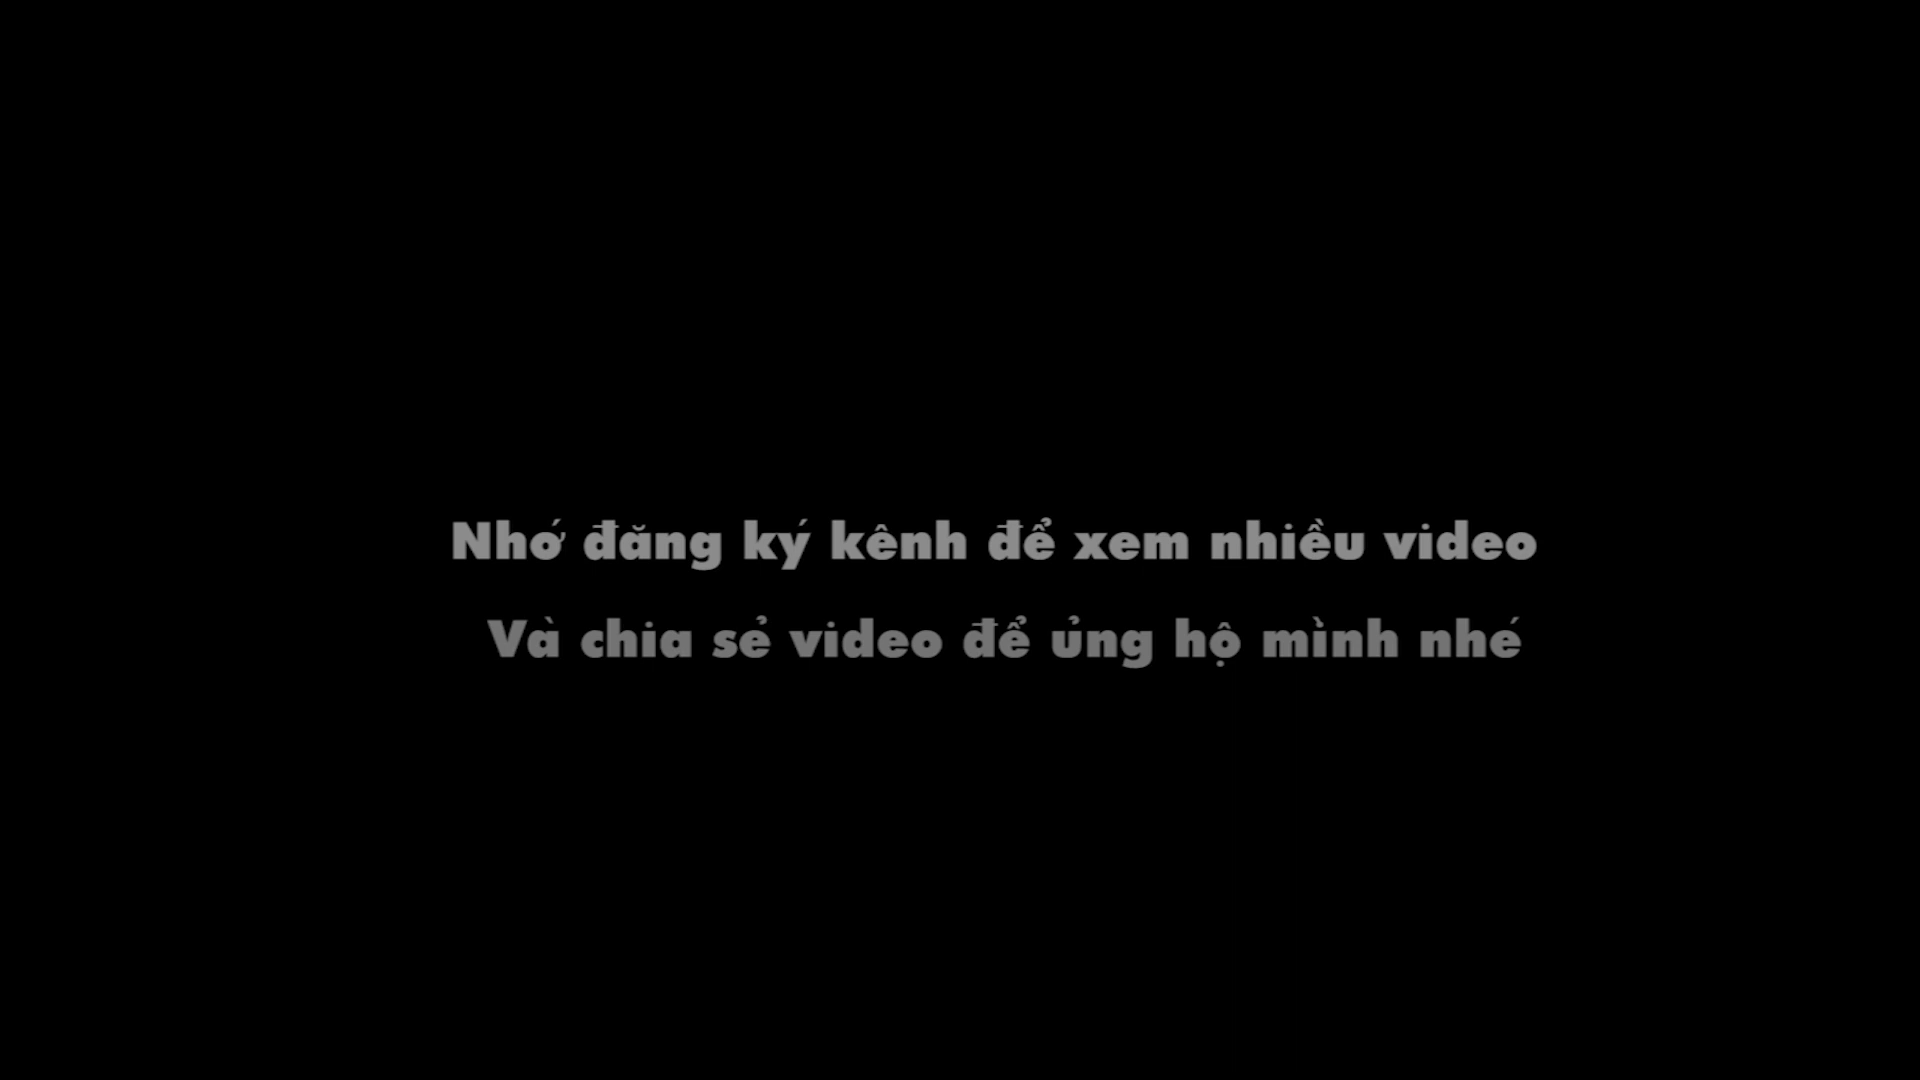 Nhớ đăng ký kênh để xem nhiều video
Và chia sẻ video để ủng hộ mình nhé